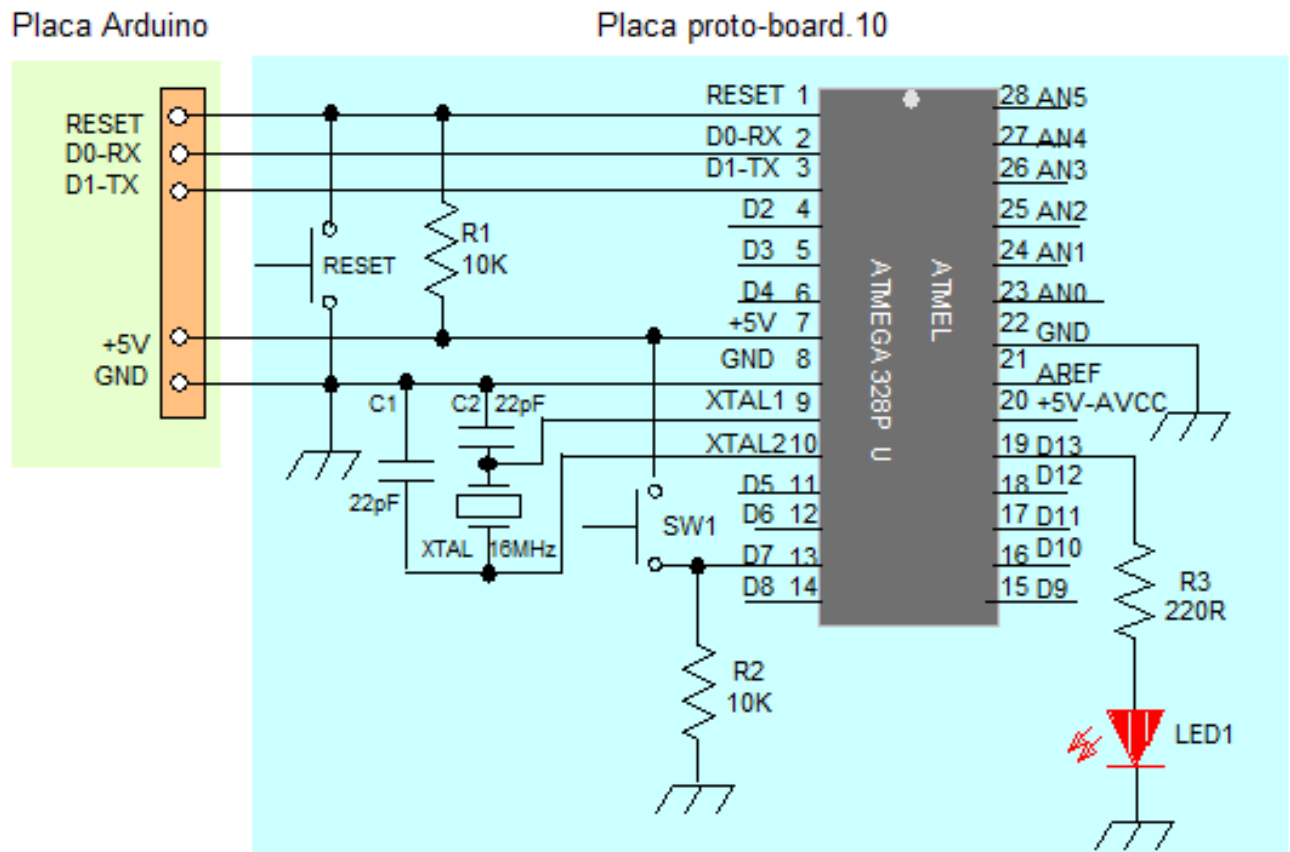 Placa Arduino
Placa proto-board.10
RESET
D0-RX
D1-TX
+5V
GND
RESET
R1
10K
C1
22pF
C2 22pF
XTAL 16MHz
SW1
R2
10K
RESET 1
D0-RX 2
D1-TX 3
D2 4
D3 5
D4 6
+5V 7
GND 8
XTAL1 9
XTAL2 10
D5 11
D6 12
D7 13
D8 14
ATMEL
ATMEGA 328P U
28 AN5
27 AN4
26 AN3
25 AN2
24 AN1
23 AN0
22 GND
21 AREF
20 +5V-AVCC
19 D13
18 D12
17 D11
16 D10
15 D9
R3
220R
LED1